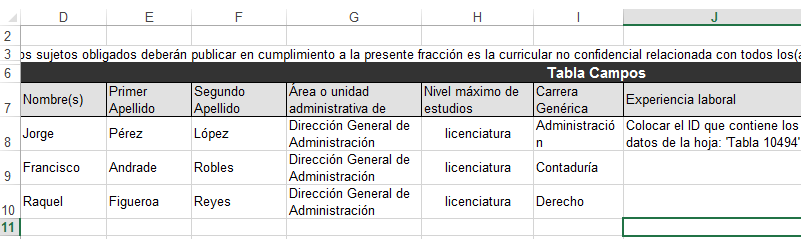 D E F G H I J
2
3 os sujetos obligados deberán publicar en cumplimiento a la presente fracción es la curricular no confidencial relacionada con todos los(a
6 Tabla Campos
7 Nombre(s) Primer Apellido Segundo Apellido Área o unidad administrativa de Nivel máximo de estudios Carrera Genérica Experiencia laboral
8 Jorge Pérez López Dirección General de Administración licenciatura Administración Colocar el ID que contiene los datos de la hoja: 'Tabla 10494'
9 Francisco Andrade Robles Dirección General de Administración licenciatura Contaduría
10 Raquel Figueroa Reyes Dirección General de Administración licenciatura Derecho
11